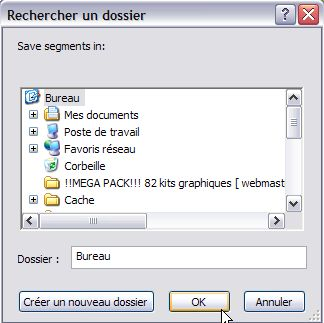 Rechercher un dossier
Save segments in:
Bureau
Mes documents
Poste de travail
Favoris réseau
Corbeille
!!MEGA PACK!!! 82 kits graphiques [ webmast
Cache
Dossier : Bureau
Créer un nouveau dossier OK Annuler